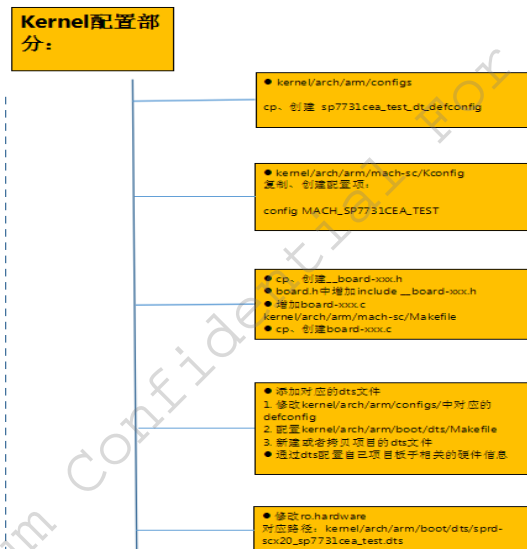 Kernel配置部
分：
● kernel/arch/arm/configs
cp、创建 sp7731cea_test_dt_defconfig
● kernel/arch/arm/mach-sc/Kconfig
复制、创建配置项：
config MACH_SP7731CEA_TEST
● cp、创建__board-xxx.h
● board.h中增加include __board-xxx.h
● 增加board-xxx.c
kernel/arch/arm/mach-sc/Makefile
● cp、创建board-xxx.c
● 添加对应的dts文件
1. 修改kernel/arch/arm/configs/中对应的
defconfig
2. 配置kernel/arch/arm/boot/dts/Makefile
3. 新建或者拷贝项目的dts文件
● 通过dts配置自己项目板子相关的硬件信息
● 修改ro.hardware
对应路径：kernel/arch/arm/boot/dts/sprd-
scx20_sp7731cea_test.dts
Confidential For